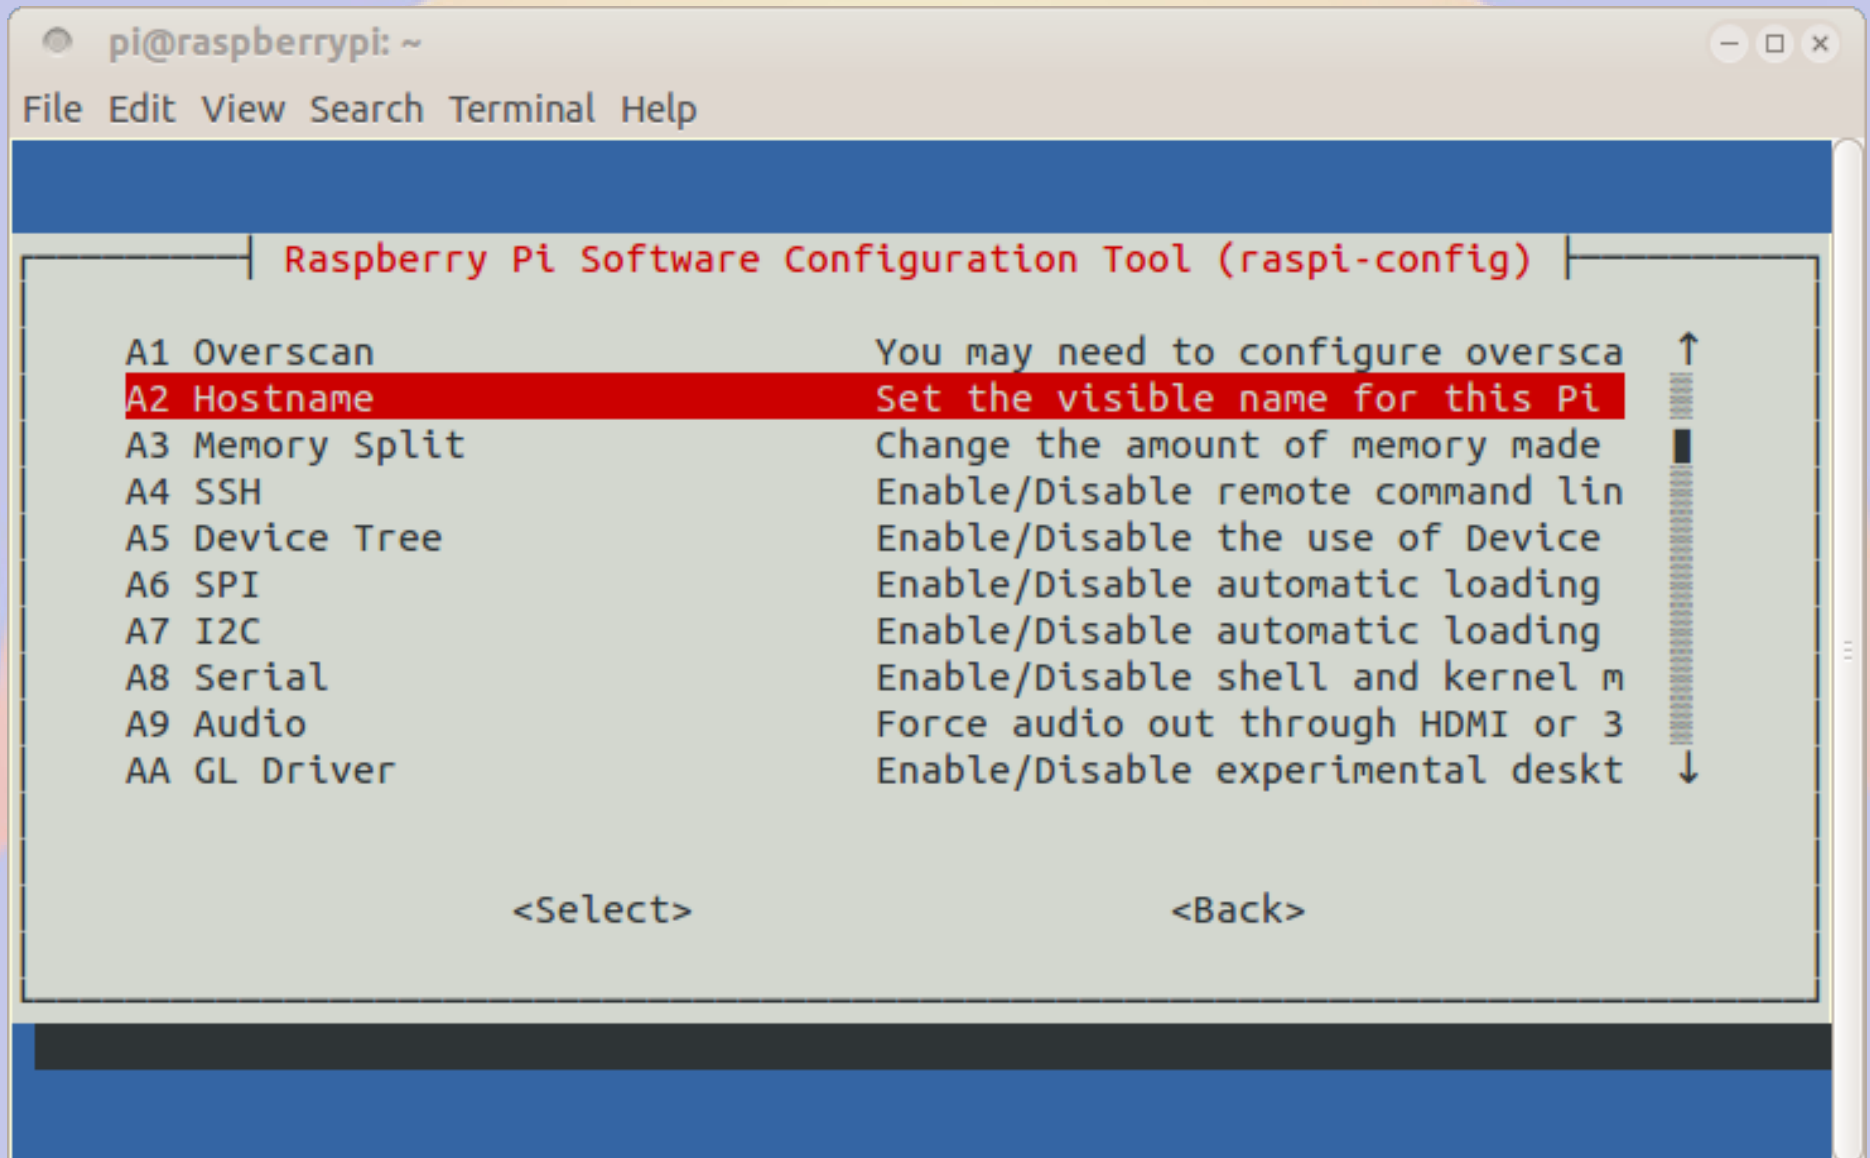 pi@raspberrypi: ~
File Edit View Search Terminal Help
Raspberry Pi Software Configuration Tool (raspi-config)
A1 Overscan You may need to configure oversca ↑
A2 Hostname Set the visible name for this Pi
A3 Memory Split Change the amount of memory made
A4 SSH Enable/Disable remote command lin
A5 Device Tree Enable/Disable the use of Device
A6 SPI Enable/Disable automatic loading
A7 I2C Enable/Disable automatic loading
A8 Serial Enable/Disable shell and kernel m
A9 Audio Force audio out through HDMI or 3
AA GL Driver Enable/Disable experimental deskt ↓
<Select> <Back>